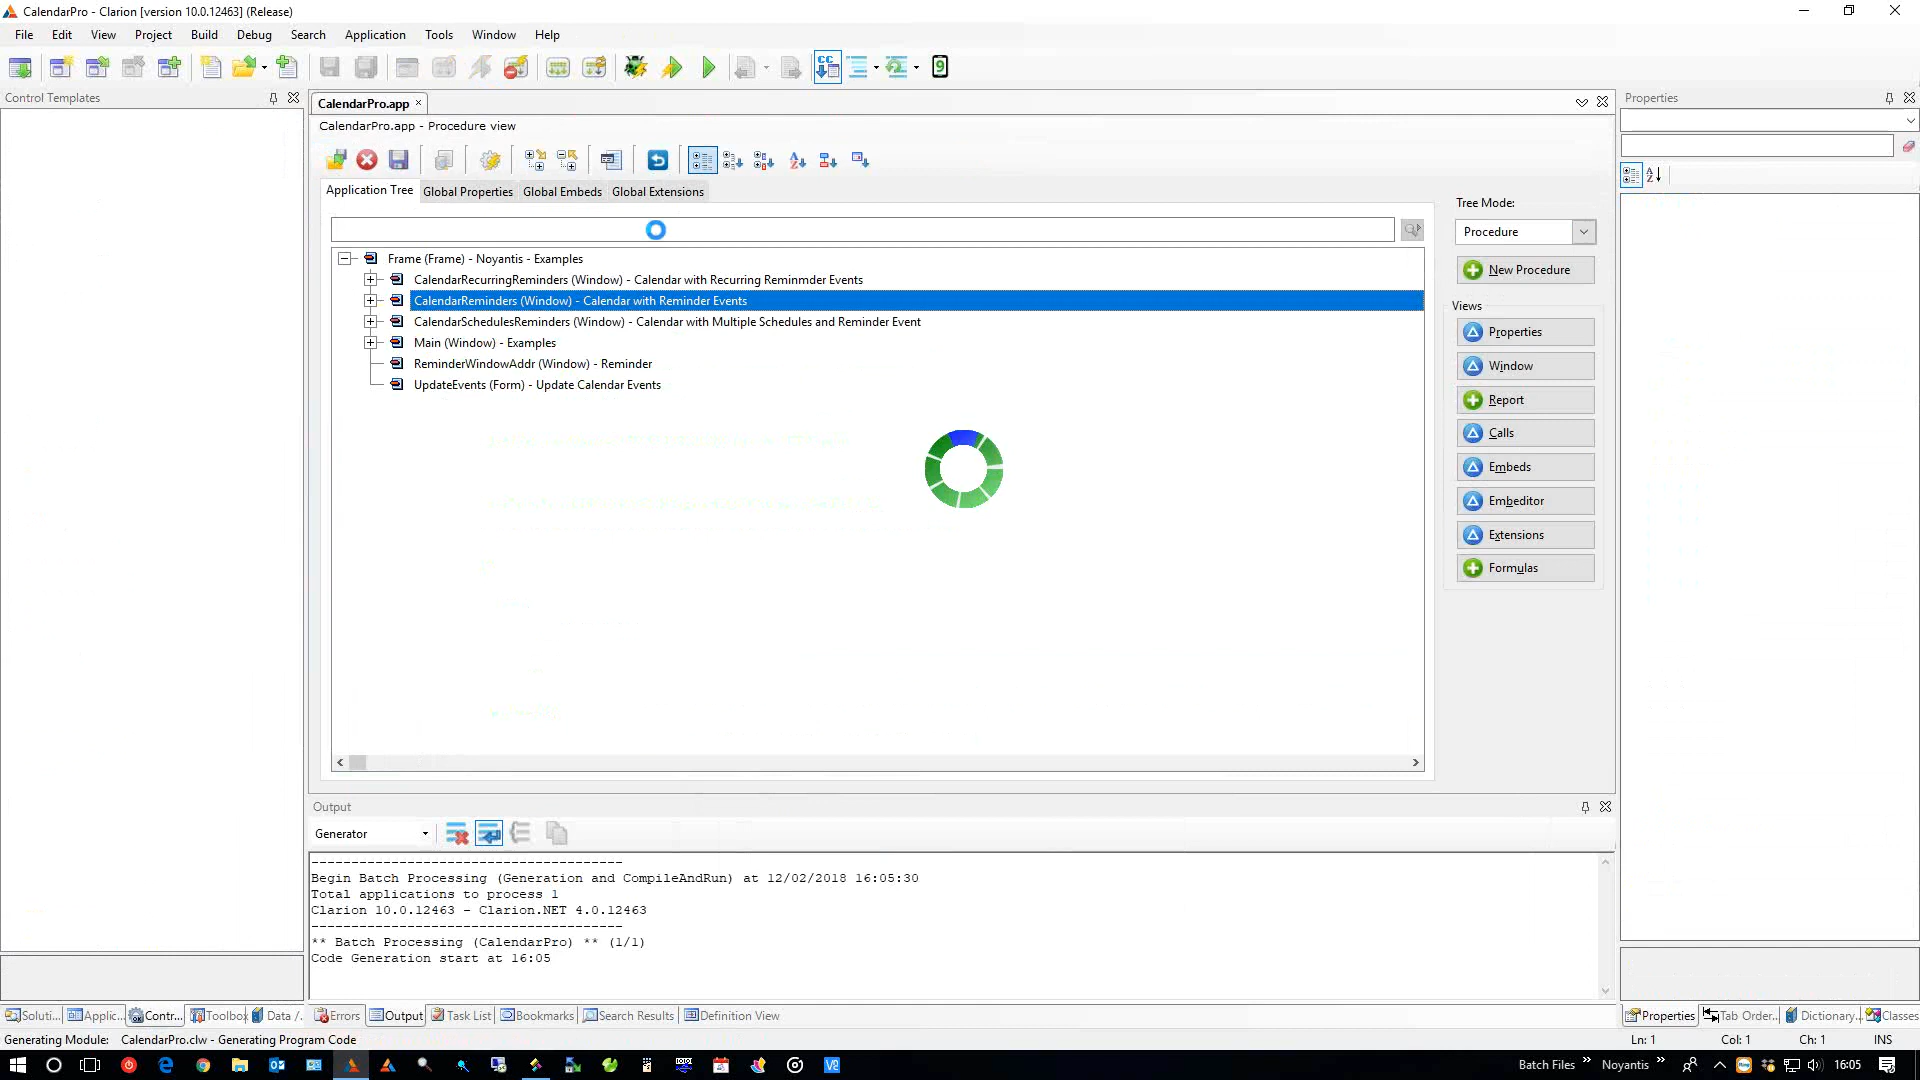 CalendarPro - Clarion [version 10.0.12463] (Release)
File Edit View Project Build Debug Search Application Tools Window Help
Control Templates
CalendarPro.app
CalendarPro.app - Procedure view
Application Tree Global Properties Global Embeds Global Extensions
Frame (Frame) - Noyantis - Examples
CalendarRecurringReminders (Window) - Calendar with Recurring Reminmder Events
CalendarReminders (Window) - Calendar with Reminder Events
CalendarSchedulesReminders (Window) - Calendar with Multiple Schedules and Reminder Event
Main (Window) - Examples
ReminderWindowAddr (Window) - Reminder
UpdateEvents (Form) - Update Calendar Events
Tree Mode:
Procedure
New Procedure
Views
Properties
Window
Report
Calls
Embeds
Embeditor
Extensions
Formulas
Properties
Output
Generator
---------------------------------------
Begin Batch Processing (Generation and CompileAndRun) at 12/02/2018 16:05:30
Total applications to process 1
Clarion 10.0.12463 - Clarion.NET 4.0.12463
---------------------------------------
** Batch Processing (CalendarPro) ** (1/1)
Code Generation start at 16:05
Soluti... Applic... Contr... Toolbox Data /. Errors Output Task List Bookmarks Search Results Definition View Properties Tab Order.. Dictionary.. Classes
Generating Module: CalendarPro.clw - Generating Program Code Ln: 1 Col: 1 Ch: 1 INS
Batch Files Noyantis 16:05